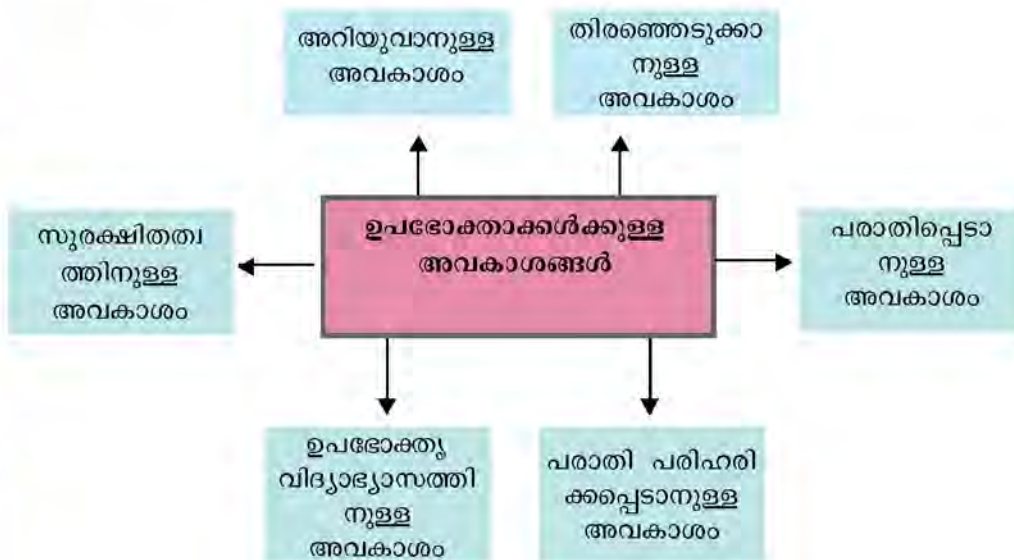 അറിയുവാനുള്ള
അവകാശം
തിരഞ്ഞെടുക്കാ
നുള്ള
അവകാശം
ഉപഭോക്താക്കൾക്കുള്ള
അവകാശങ്ങൾ
സുരക്ഷിതത്വ
ത്തിനുള്ള
അവകാശം
പരാതിപ്പെടാ
നുള്ള
അവകാശം
ഉപഭോക്തൃ
വിദ്യാഭ്യാസത്തി
നുള്ള
അവകാശം
പരാതി പരിഹരി
ക്കപ്പെടാനുള്ള
അവകാശം